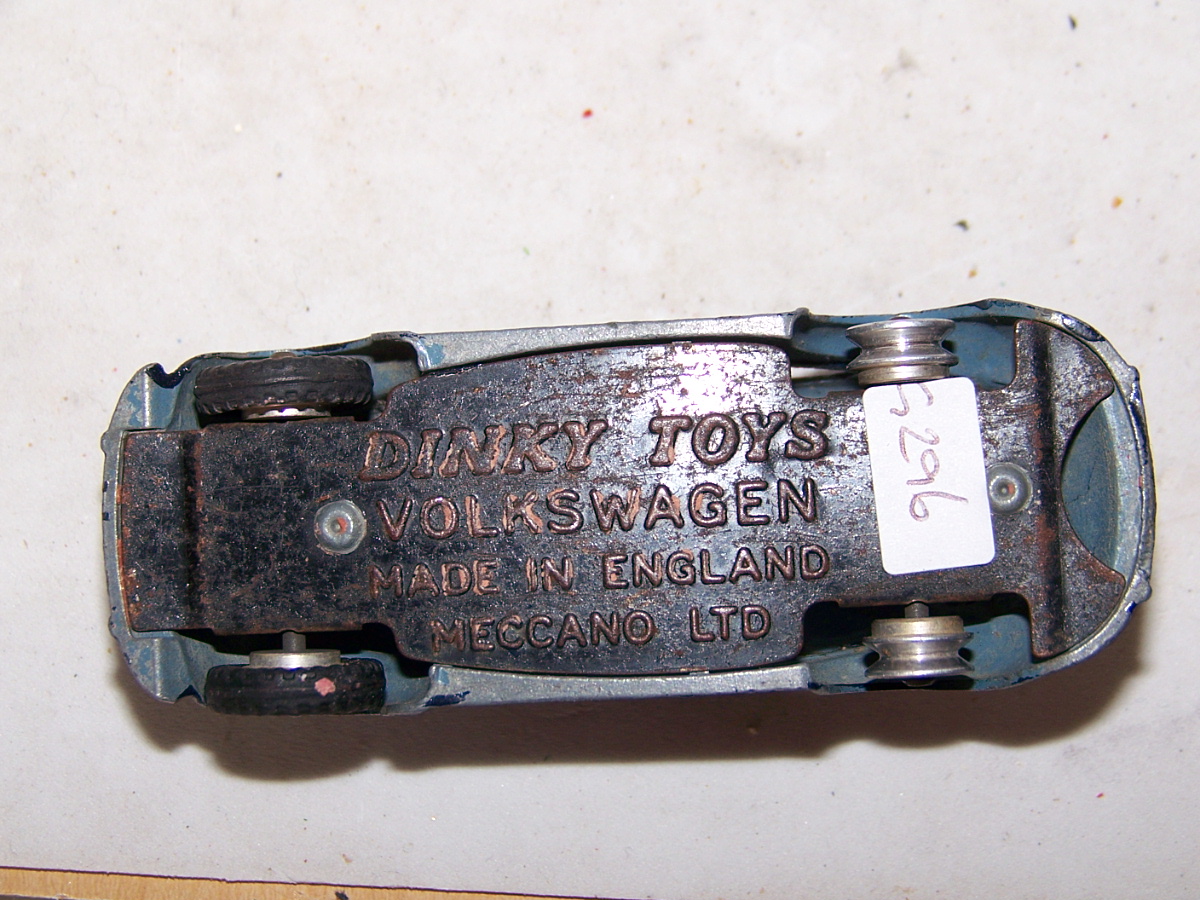 DINKY TOYS
VOLKSWAGEN
MADE IN ENGLAND
MECCANO LTD